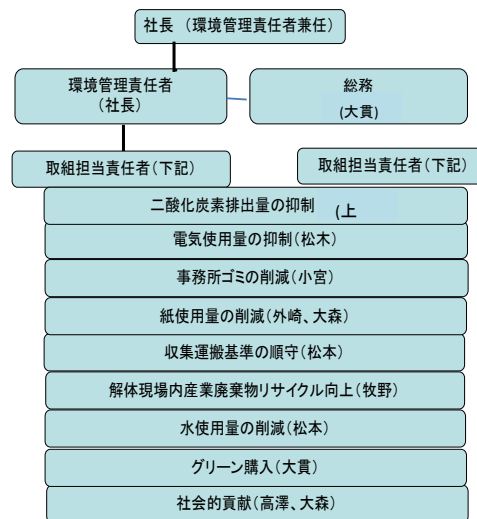 社長 （環境管理責任者兼任）
環境管理責任者
（社長）
総務
(大貫)
取組担当責任者（下記）
取組担当責任者（下記）
二酸化炭素排出量の抑制 (上
電気使用量の抑制（松木）
事務所ゴミの削減（小宮）
紙使用量の削減（外崎、大森）
収集運搬基準の順守（松本）
解体現場内産業廃棄物リサイクル向上（牧野）
水使用量の削減（松本）
グリーン購入（大貫）
社会的貢献（高澤、大森）